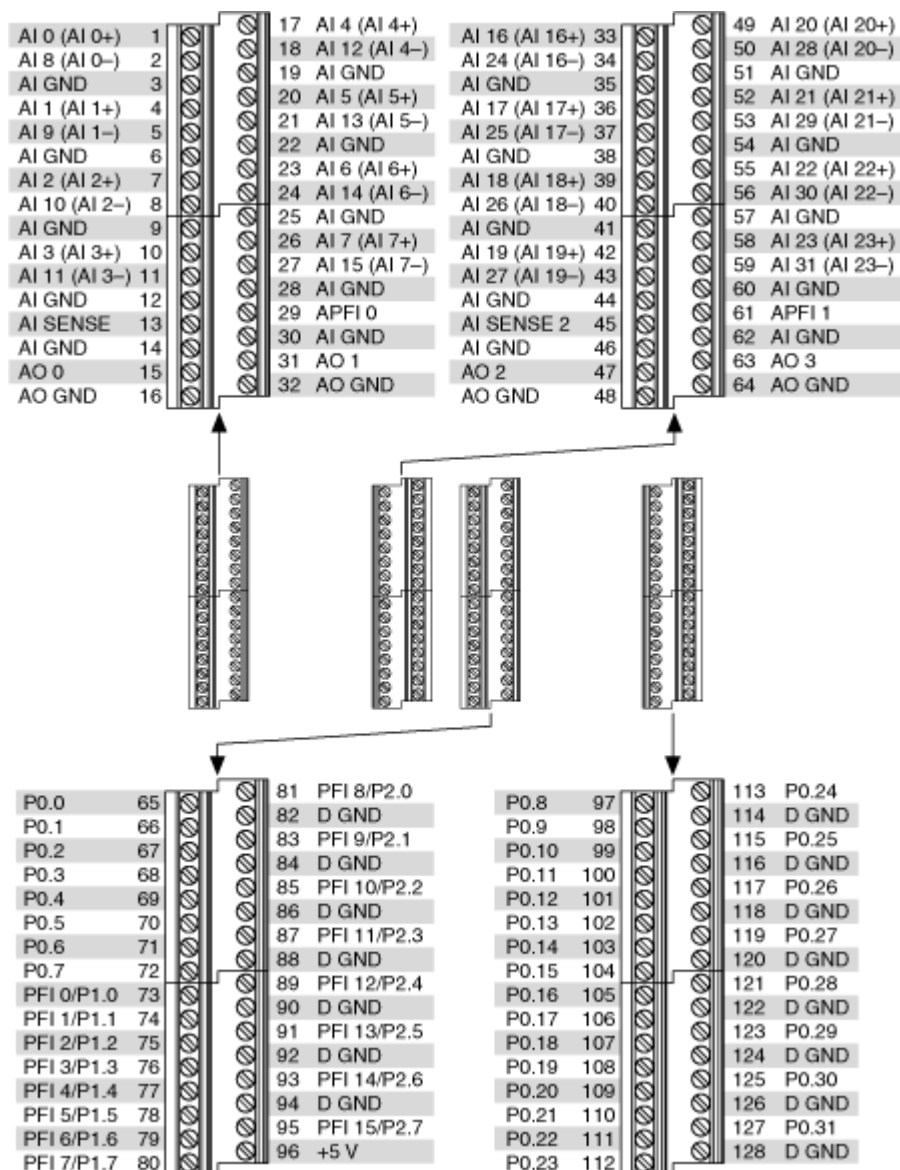 AI 0 (AI 0+) 1
AI 8 (AI 0–) 2
AI GND 3
AI 1 (AI 1+) 4
AI 9 (AI 1–) 5
AI GND 6
AI 2 (AI 2+) 7
AI 10 (AI 2–) 8
AI GND 9
AI 3 (AI 3+) 10
AI 11 (AI 3–) 11
AI GND 12
AI SENSE 13
AI GND 14
AO 0 15
AO GND 16
17 AI 4 (AI 4+)
18 AI 12 (AI 4–)
19 AI GND
20 AI 5 (AI 5+)
21 AI 13 (AI 5–)
22 AI GND
23 AI 6 (AI 6+)
24 AI 14 (AI 6–)
25 AI GND
26 AI 7 (AI 7+)
27 AI 15 (AI 7–)
28 AI GND
29 APFI 0
30 AI GND
31 AO 1
32 AO GND
AI 16 (AI 16+) 33
AI 24 (AI 16–) 34
AI GND 35
AI 17 (AI 17+) 36
AI 25 (AI 17–) 37
AI GND 38
AI 18 (AI 18+) 39
AI 26 (AI 18–) 40
AI GND 41
AI 19 (AI 19+) 42
AI 27 (AI 19–) 43
AI GND 44
AI SENSE 2 45
AI GND 46
AO 2 47
AO GND 48
49 AI 20 (AI 20+)
50 AI 28 (AI 20–)
51 AI GND
52 AI 21 (AI 21+)
53 AI 29 (AI 21–)
54 AI GND
55 AI 22 (AI 22+)
56 AI 30 (AI 22–)
57 AI GND
58 AI 23 (AI 23+)
59 AI 31 (AI 23–)
60 AI GND
61 APFI 1
62 AI GND
63 AO 3
64 AO GND
P0.0 65
P0.1 66
P0.2 67
P0.3 68
P0.4 69
P0.5 70
P0.6 71
P0.7 72
PFI 0/P1.0 73
PFI 1/P1.1 74
PFI 2/P1.2 75
PFI 3/P1.3 76
PFI 4/P1.4 77
PFI 5/P1.5 78
PFI 6/P1.6 79
PFI 7/P1.7 80
81 PFI 8/P2.0
82 D GND
83 PFI 9/P2.1
84 D GND
85 PFI 10/P2.2
86 D GND
87 PFI 11/P2.3
88 D GND
89 PFI 12/P2.4
90 D GND
91 PFI 13/P2.5
92 D GND
93 PFI 14/P2.6
94 D GND
95 PFI 15/P2.7
96 +5 V
P0.8 97
P0.9 98
P0.10 99
P0.11 100
P0.12 101
P0.13 102
P0.14 103
P0.15 104
P0.16 105
P0.17 106
P0.18 107
P0.19 108
P0.20 109
P0.21 110
P0.22 111
P0.23 112
113 P0.24
114 D GND
115 P0.25
116 D GND
117 P0.26
118 D GND
119 P0.27
120 D GND
121 P0.28
122 D GND
123 P0.29
124 D GND
125 P0.30
126 D GND
127 P0.31
128 D GND